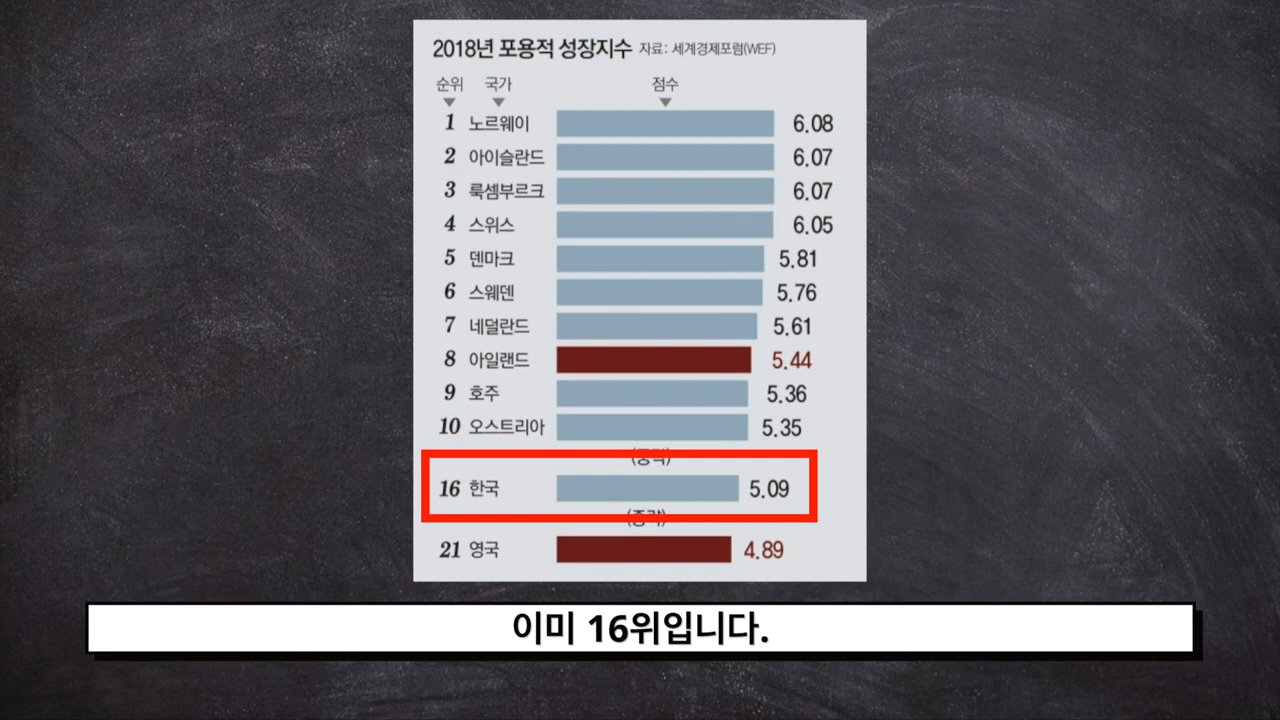 2018년 포용적 성장지수 자료: 세계경제포럼(WEF)
순위 국가 점수
1 노르웨이 6.08
2 아이슬란드 6.07
3 룩셈부르크 6.07
4 스위스 6.05
5 덴마크 5.81
6 스웨덴 5.76
7 네덜란드 5.61
8 아일랜드 5.44
9 호주 5.36
10 오스트리아 5.35
16 한국 5.09
21 영국 4.89
이미 16위입니다.